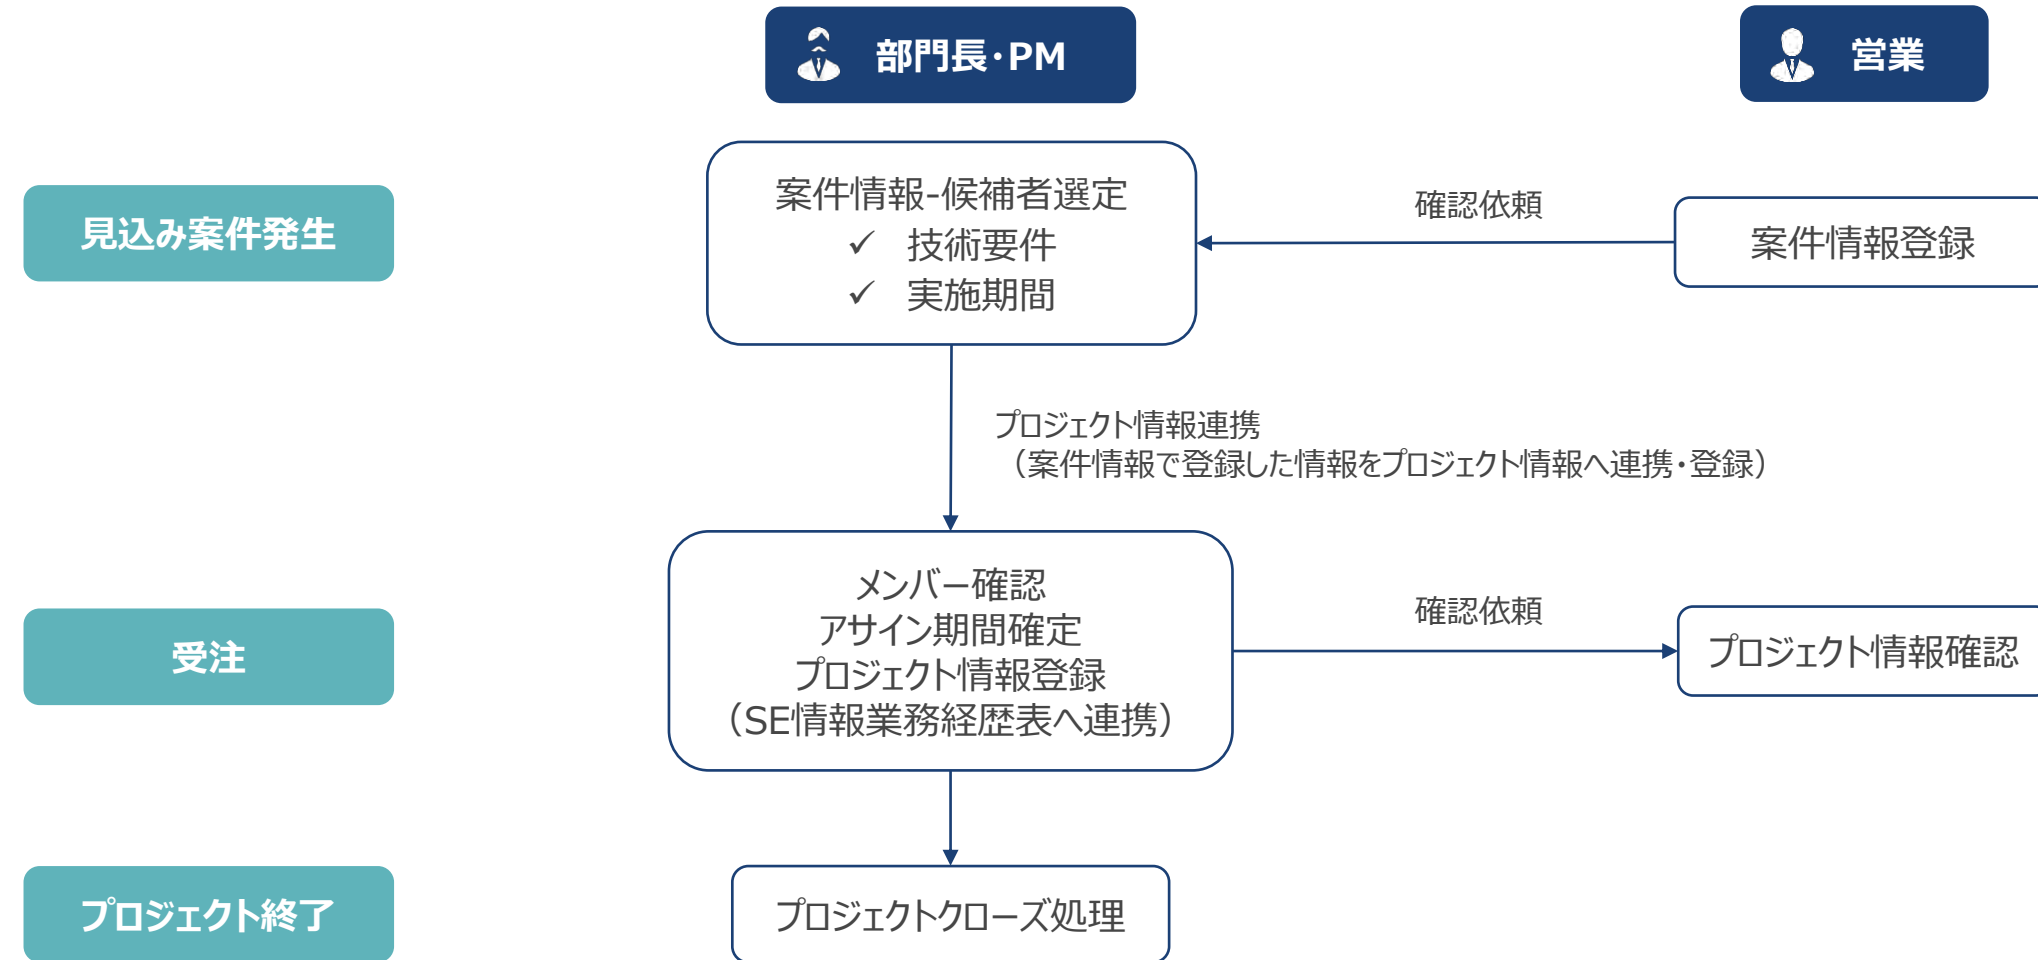 部門長・PM
営業
見込み案件発生
案件情報-候補者選定
✓ 技術要件
✓ 実施期間
確認依頼
案件情報登録
プロジェクト情報連携
（案件情報で登録した情報をプロジェクト情報へ連携・登録）
受注
メンバー確認
アサイン期間確定
プロジェクト情報登録
（SE情報業務経歴表へ連携）
確認依頼
プロジェクト情報確認
プロジェクト終了
プロジェクトクローズ処理